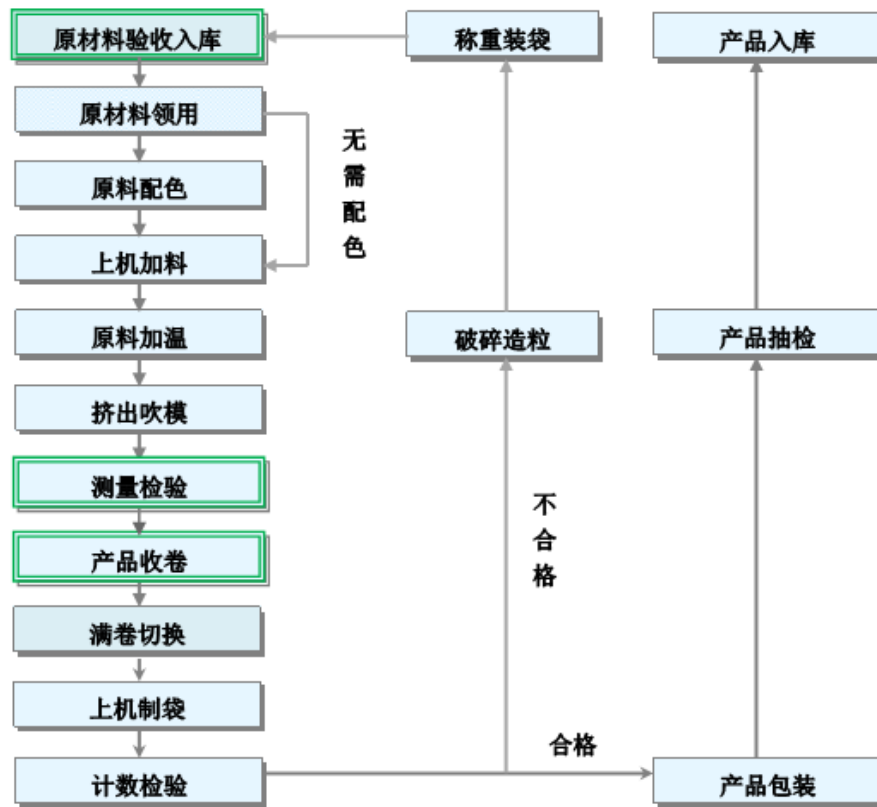 原材料验收入库
称重装袋
产品入库
原材料领用
无需配色
原料配色
上机加料
原料加温
破碎造粒
产品抽检
挤出吹模
测量检验
不合格
产品收卷
满卷切换
上机制袋
合格
计数检验
产品包装